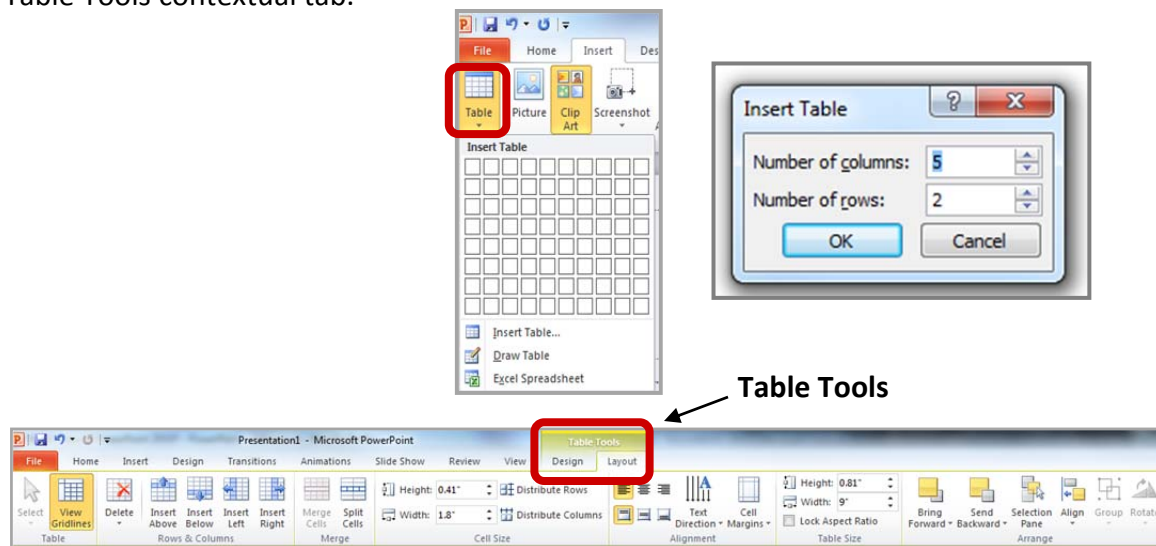 Table Tools contextual tab.
File Home Insert Des
Table Picture Clip Art Screenshot
Insert Table
Insert Table...
Draw Table
Excel Spreadsheet
Insert Table
Number of columns: 5
Number of rows: 2
OK Cancel
Table Tools
Presentation1 - Microsoft PowerPoint Table Tools
File Home Insert Design Transitions Animations Slide Show Review View Design Layout
Select View Gridlines Delete Insert Above Insert Below Insert Left Insert Right Merge Cells Split Cells
Height: 0.41" Distribute Rows
Width: 1.8" Distribute Columns
Text Direction Cell Margins
Height: 0.81"
Width: 9"
Lock Aspect Ratio
Bring Forward Send Backward Selection Pane Align Group Rotate
Table Rows & Columns Merge Cell Size Alignment Table Size Arrange